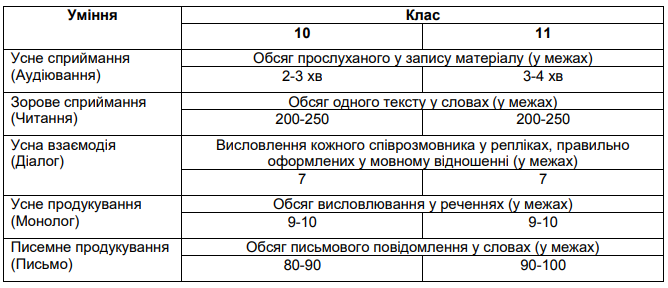 Уміння
Клас
10
11
Усне сприймання
(Аудіювання)
Обсяг прослуханого у запису матеріалу (у межах)
2-3 хв
3-4 хв
Зорове сприймання
(Читання)
Обсяг одного тексту у словах (у межах)
200-250
200-250
Усна взаємодія
(Діалог)
Висловлення кожного співрозмовника у репліках, правильно
оформлених у мовному відношенні (у межах)
7
7
Усне продукування
(Монолог)
Обсяг висловлювання у реченнях (у межах)
9-10
9-10
Писемне продукування
(Письмо)
Обсяг письмового повідомлення у словах (у межах)
80-90
90-100